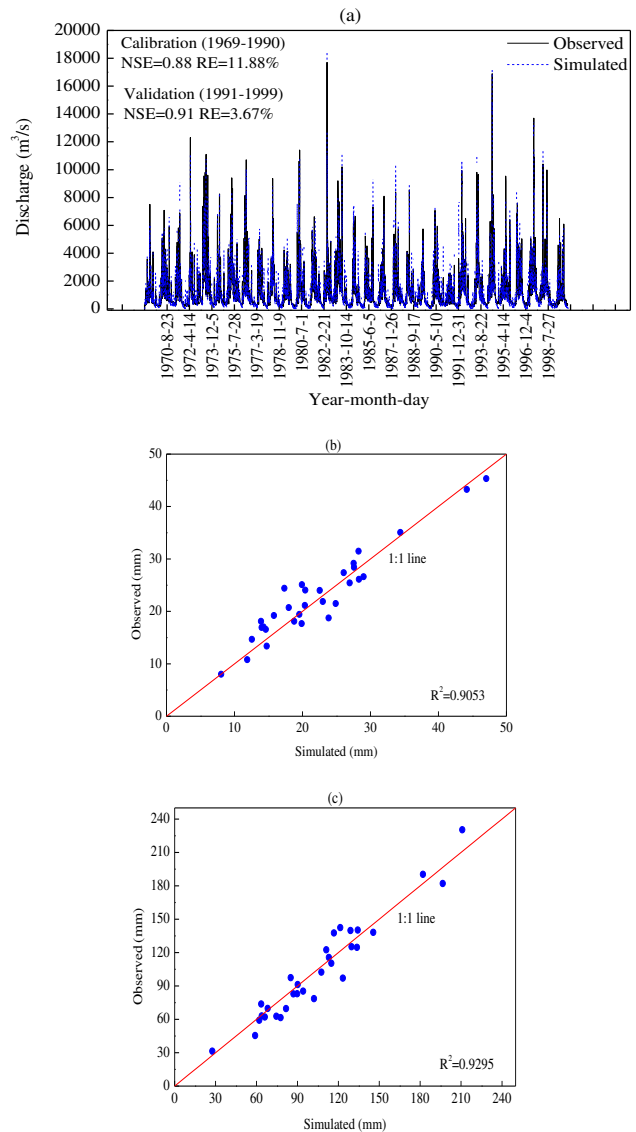 (a)
Calibration (1969-1990)
NSE=0.88 RE=11.88%
Validation (1991-1999)
NSE=0.91 RE=3.67%
Observed
Simulated
Discharge (m³/s)
20000
18000
16000
14000
12000
10000
8000
6000
4000
2000
0
1970-8-23
1972-4-14
1973-12-5
1975-7-28
1977-3-19
1978-11-9
1980-7-1
1982-2-21
1983-10-14
1985-6-5
1987-1-26
1988-9-17
1990-5-10
1991-12-31
1993-8-22
1995-4-14
1996-12-4
1998-7-27
Year-month-day
(b)
Observed (mm)
50
40
30
20
10
0
1:1 line
R²=0.9053
0 10 20 30 40 50
Simulated (mm)
(c)
Observed (mm)
240
210
180
150
120
90
60
30
0
1:1 line
R²=0.9295
0 30 60 90 120 150 180 210 240
Simulated (mm)